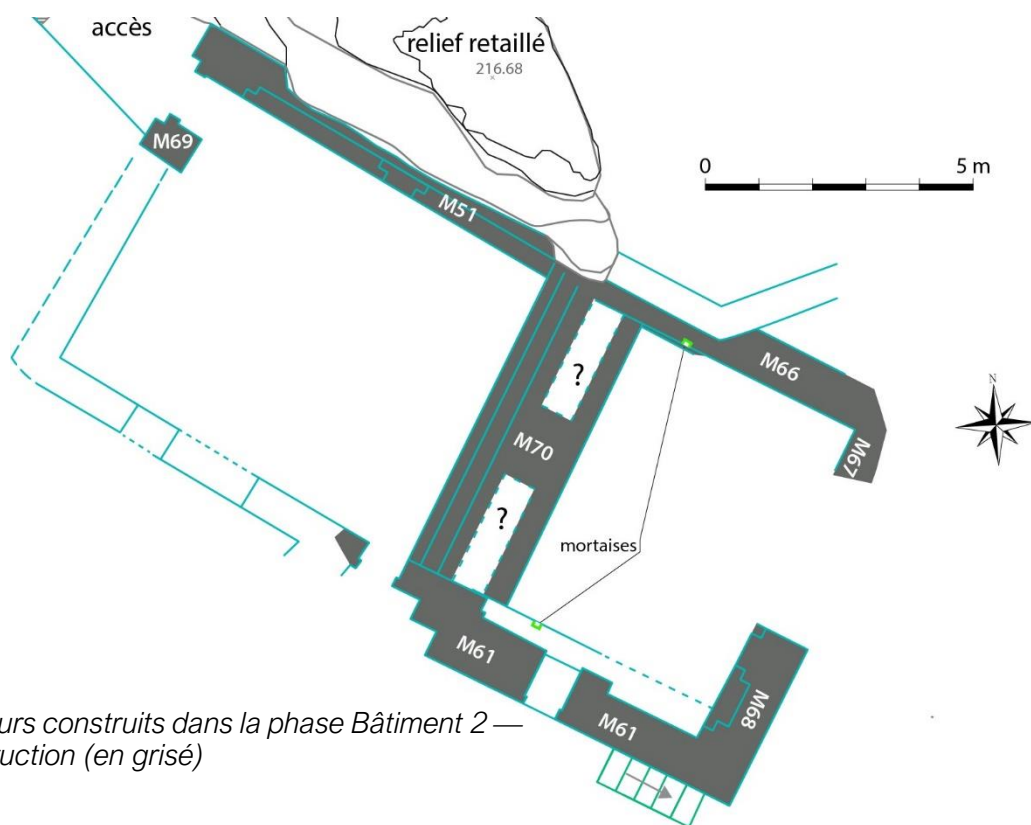 accès
relief retaillé
216.68
M69
0
5 m
M51
M66
N
?
M67
M70
?
mortaises
M61
M68
M61
urs construits dans la phase Bâtiment 2 —
ruction (en grisé)